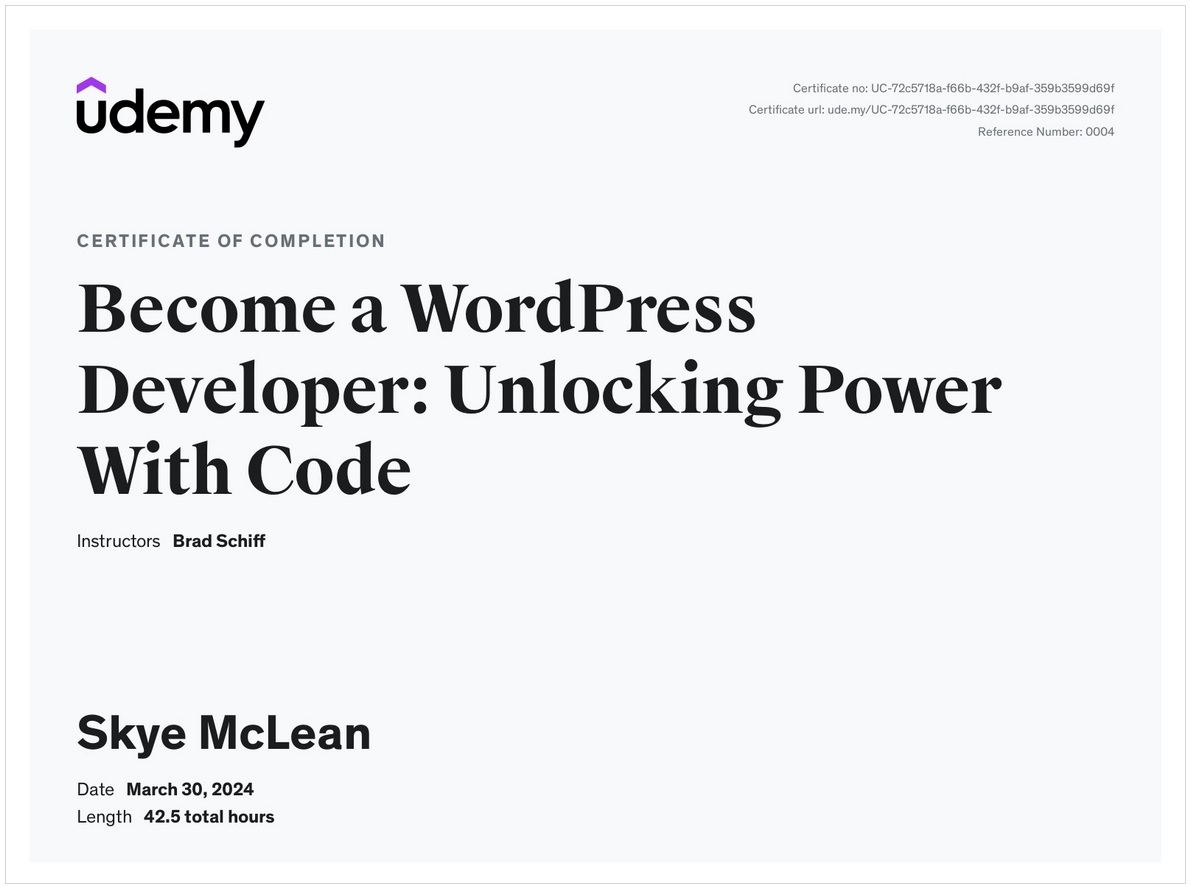 udemy
Certificate no: UC-72c5718a-f66b-432f-b9af-359b3599d69f
Certificate url: ude.my/UC-72c5718a-f66b-432f-b9af-359b3599d69f
Reference Number: 0004
CERTIFICATE OF COMPLETION
Become a WordPress
Developer: Unlocking Power
With Code
Instructors Brad Schiff
Skye McLean
Date March 30, 2024
Length 42.5 total hours